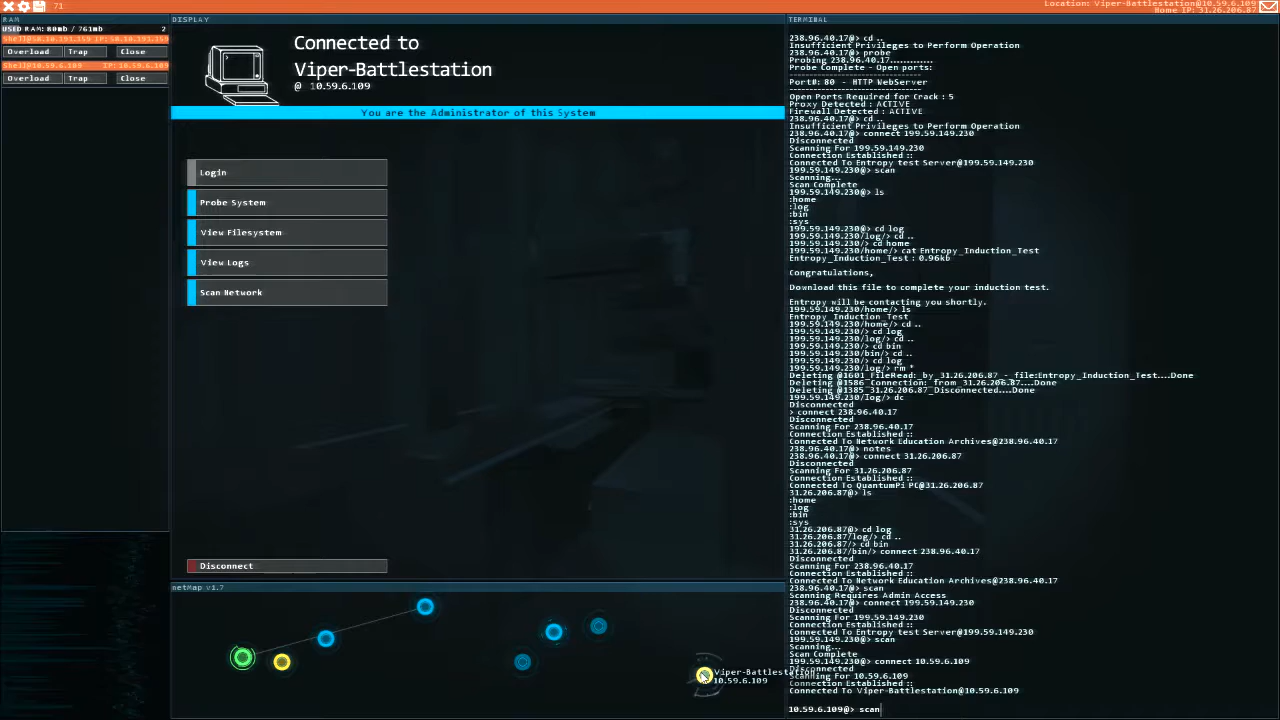 71
Location: Viper-Battlestation@10.59.6.109
Home IP: 31.26.206.87
RAM
USED RAM: 80mb / 761mb 2
IP: 58.10.191.159
Overload Trap Close
Shell@10.59.6.109 IP: 10.59.6.109
Overload Trap Close
DISPLAY
Connected to
Viper-Battlestation
@ 10.59.6.109
You are the Administrator of this System
Login
Probe System
View Filesystem
View Logs
Scan Network
Disconnect
netMap v1.7
Viper-Battlestation
10.59.6.109
TERMINAL
238.96.40.17@> cd ..
Insufficient Privileges to Perform Operation
238.96.40.17@> probe
Probing 238.96.40.17.............
Probe Complete - Open ports:
---------------------------------
Port#: 80 - HTTP WebServer
---------------------------------
Open Ports Required for Crack : 5
Proxy Detected : ACTIVE
Firewall Detected : ACTIVE
238.96.40.17@> cd ..
Insufficient Privileges to Perform Operation
238.96.40.17@> connect 199.59.149.230
Disconnected
Scanning For 199.59.149.230
Connection Established ::
Connected To Entropy test Server@199.59.149.230
199.59.149.230@> scan
Scanning...
Scan Complete
199.59.149.230@> ls
:home
:log
:bin
:sys
199.59.149.230@> cd log
199.59.149.230/log/> cd ..
199.59.149.230/> cd home
199.59.149.230/home/> cat Entropy_Induction_Test
Entropy_Induction_Test : 0.96kb
Congratulations,
Download this file to complete your induction test.
Entropy will be contacting you shortly.
199.59.149.230/home/> ls
Entropy_Induction_Test
199.59.149.230/home/> cd ..
199.59.149.230/> cd log
199.59.149.230/log/> cd ..
199.59.149.230/> cd bin
199.59.149.230/bin/> cd ..
199.59.149.230/> cd log
199.59.149.230/log/> rm *
Deleting @1601_FileRead:_by_31.26.206.87_-_file:Entropy_Induction_Test....Done
Deleting @1586_Connection:_from_31.26.206.87....Done
Deleting @1385_31.26.206.87_Disconnected....Done
199.59.149.230/log/> dc
Disconnected
> connect 238.96.40.17
Disconnected
Scanning For 238.96.40.17
Connection Established ::
Connected To Network Education Archives@238.96.40.17
238.96.40.17@> notes
238.96.40.17@> connect 31.26.206.87
Disconnected
Scanning For 31.26.206.87
Connection Established ::
Connected To QuantumPi PC@31.26.206.87
31.26.206.87@> ls
:home
:log
:bin
:sys
31.26.206.87@> cd log
31.26.206.87/log/> cd ..
31.26.206.87/> cd bin
31.26.206.87/bin/> connect 238.96.40.17
Disconnected
Scanning For 238.96.40.17
Connection Established ::
Connected To Network Education Archives@238.96.40.17
238.96.40.17@> scan
Scanning Requires Admin Access
238.96.40.17@> connect 199.59.149.230
Disconnected
Scanning For 199.59.149.230
Connection Established ::
Connected To Entropy test Server@199.59.149.230
199.59.149.230@> scan
Scanning...
Scan Complete
199.59.149.230@> connect 10.59.6.109
Disconnected
Scanning For 10.59.6.109
Connection Established ::
Connected To Viper-Battlestation@10.59.6.109
10.59.6.109@> scan